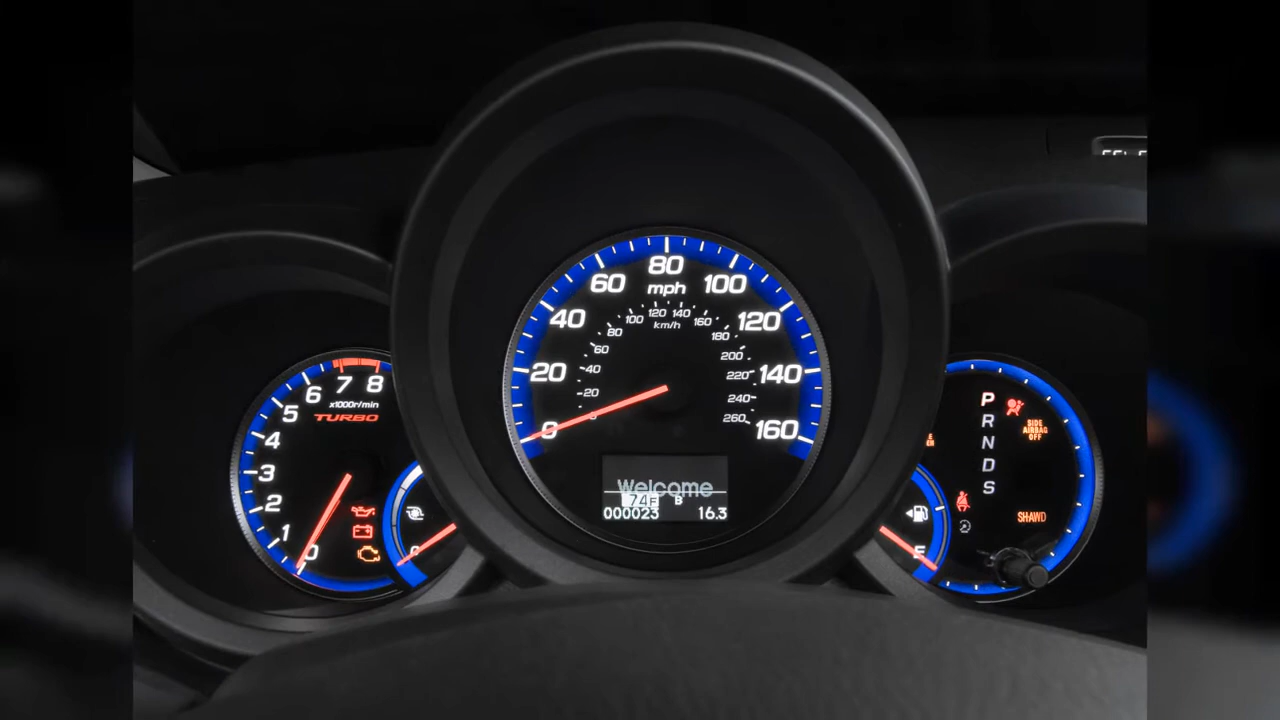 8
7
6
5
4
3
2
1
0
x1000r/min
TURBO
C
80
60
100
mph
40
120
20
140
0
160
120
140
100
160
km/h
80
180
60
200
40
220
20
240
0
260
Welcome
74F
B
000023 16.3
P
R
N
D
S
SIDE
AIRBAG
OFF
SH-AWD
E